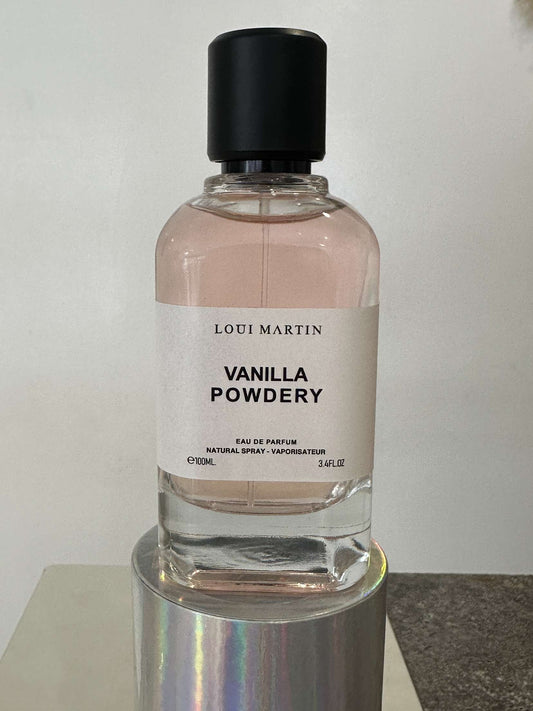 LOUI MARTIN
VANILLA
POWDERY
EAU DE PARFUM
NATURAL SPRAY - VAPORISATEUR
℮100ML. 3.4FL.OZ